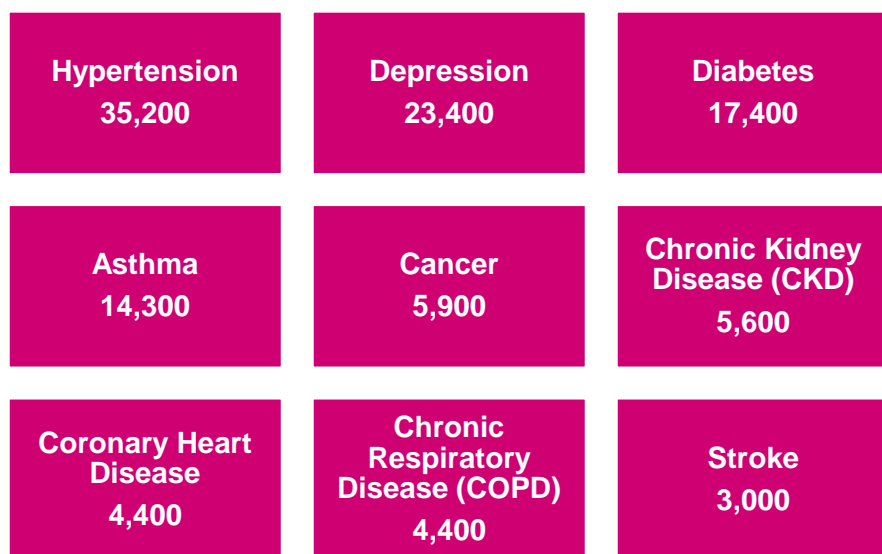 Hypertension
35,200
Depression
23,400
Diabetes
17,400
Asthma
14,300
Cancer
5,900
Chronic Kidney
Disease (CKD)
5,600
Coronary Heart
Disease
4,400
Chronic
Respiratory
Disease (COPD)
4,400
Stroke
3,000